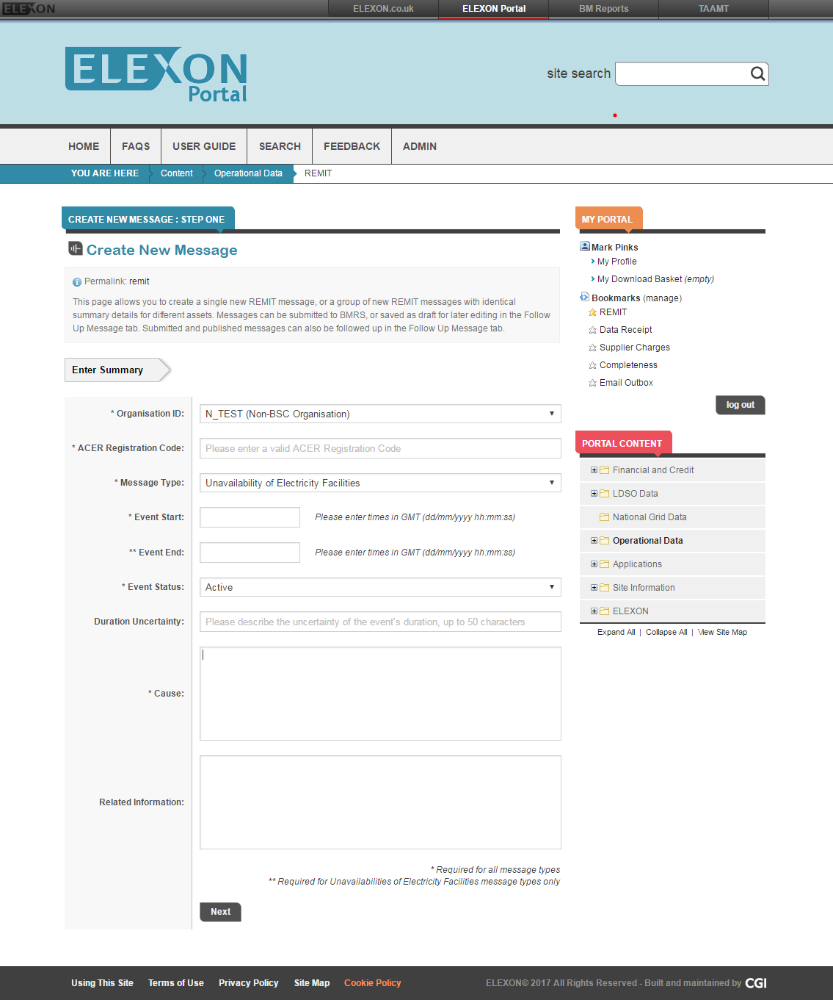 ELEXON
ELEXON.co.uk
ELEXON Portal
BM Reports
TAAMT
ELEXON
Portal
site search
HOME
FAQS
USER GUIDE
SEARCH
FEEDBACK
ADMIN
YOU ARE HERE
Content
Operational Data
REMIT
CREATE NEW MESSAGE : STEP ONE
Create New Message
Permalink: remit
This page allows you to create a single new REMIT message, or a group of new REMIT messages with identical
summary details for different assets. Messages can be submitted to BMRS, or saved as draft for later editing in the Follow
Up Message tab. Submitted and published messages can also be followed up in the Follow Up Message tab.
Enter Summary
* Organisation ID:
N_TEST (Non-BSC Organisation)
* ACER Registration Code:
Please enter a valid ACER Registration Code
* Message Type:
Unavailability of Electricity Facilities
* Event Start:
Please enter times in GMT (dd/mm/yyyy hh:mm:ss)
** Event End:
Please enter times in GMT (dd/mm/yyyy hh:mm:ss)
* Event Status:
Active
Duration Uncertainty:
Please describe the uncertainty of the event's duration, up to 50 characters
* Cause:
Related Information:
* Required for all message types
** Required for Unavailabilities of Electricity Facilities message types only
Next
MY PORTAL
Mark Pinks
My Profile
My Download Basket (empty)
Bookmarks (manage)
REMIT
Data Receipt
Supplier Charges
Completeness
Email Outbox
log out
PORTAL CONTENT
Financial and Credit
LDSO Data
National Grid Data
Operational Data
Applications
Site Information
ELEXON
Expand All | Collapse All | View Site Map
Using This Site
Terms of Use
Privacy Policy
Site Map
Cookie Policy
ELEXON© 2017 All Rights Reserved - Built and maintained by CGI